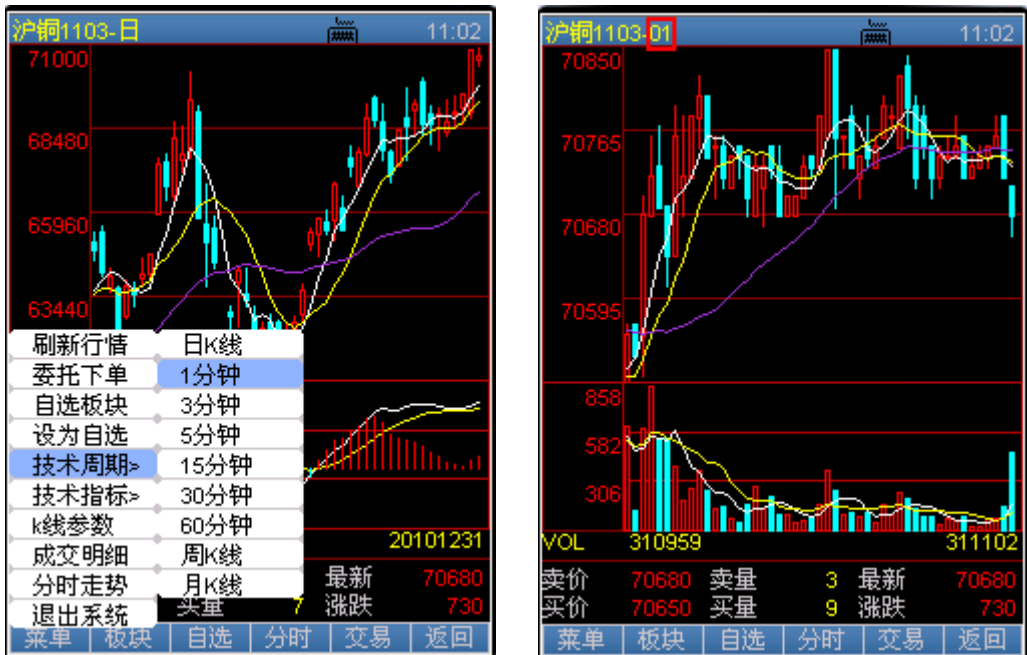 沪铜1103-日 11:02
71000
68480
65960
63440
刷新行情
委托下单
自选板块
设为自选
技术周期>
技术指标>
k线参数
成交明细
分时走势
退出系统
日K线
1分钟
3分钟
5分钟
15分钟
30分钟
60分钟
周K线
月K线
20101231
最新 70680
买量 7 涨跌 730
菜单 板块 自选 分时 交易 返回
沪铜1103-01 11:02
70850
70765
70680
70595
858
582
306
VOL 310959 311102
卖价 70680 卖量 3 最新 70680
买价 70650 买量 9 涨跌 730
菜单 板块 自选 分时 交易 返回